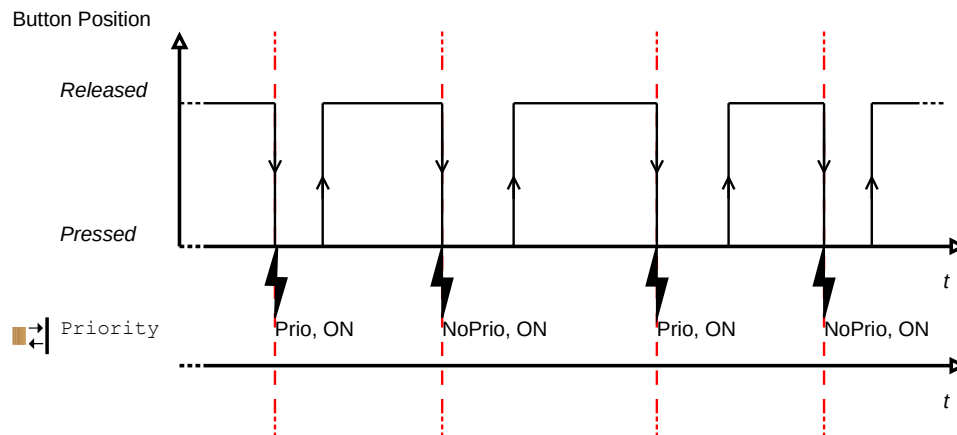 Button Position
Released
Pressed
t
Priority
Prio, ON
NoPrio, ON
Prio, ON
NoPrio, ON
t